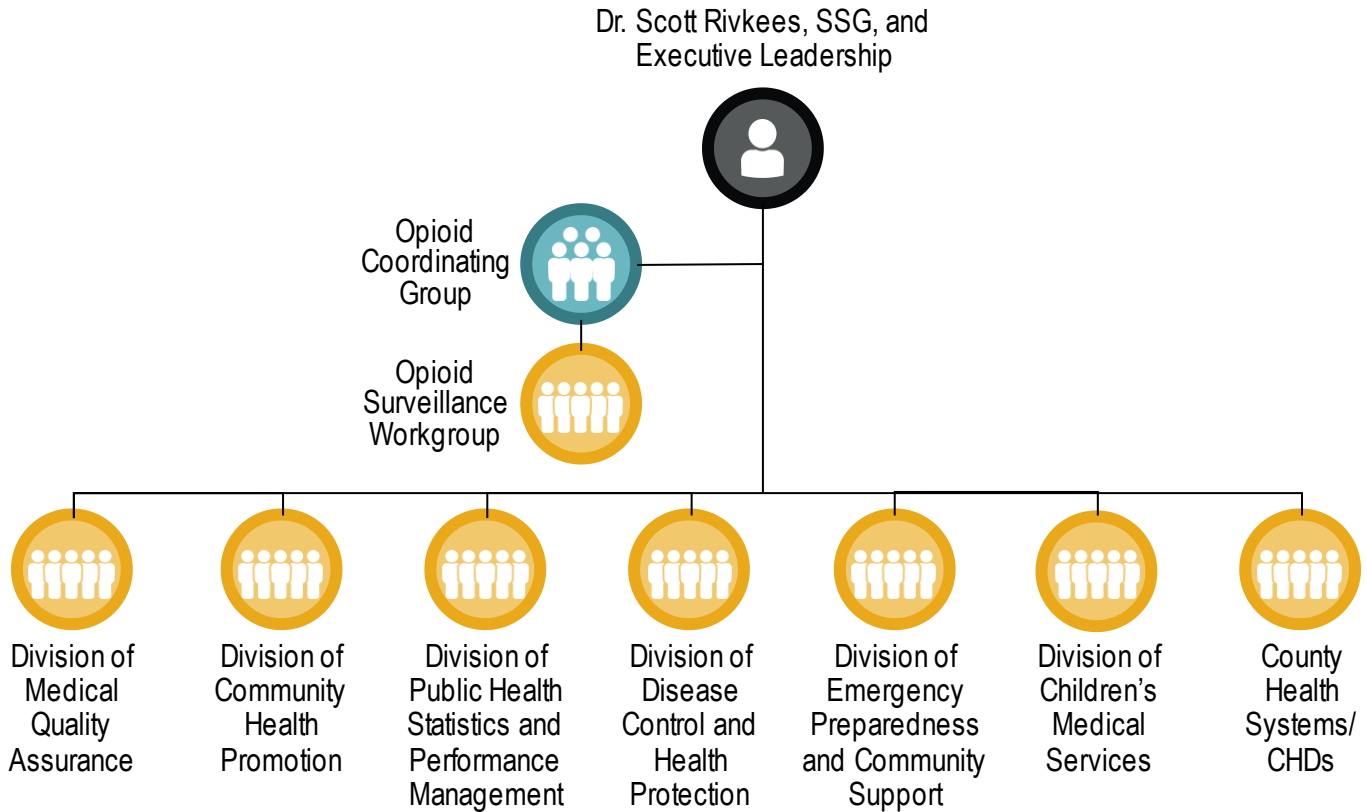 Dr. Scott Rivkees, SSG, and
Executive Leadership
Opioid
Coordinating
Group
Opioid
Surveillance
Workgroup
Division of
Medical
Quality
Assurance
Division of
Community
Health
Promotion
Division of
Public Health
Statistics and
Performance
Management
Division of
Disease
Control and
Health
Protection
Division of
Emergency
Preparedness
and Community
Support
Division of
Children’s
Medical
Services
County
Health
Systems/
CHDs